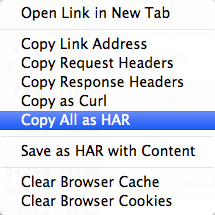 Open Link in New Tab
Copy Link Address
Copy Request Headers
Copy Response Headers
Copy as Curl
Copy All as HAR
Save as HAR with Content
Clear Browser Cache
Clear Browser Cookies